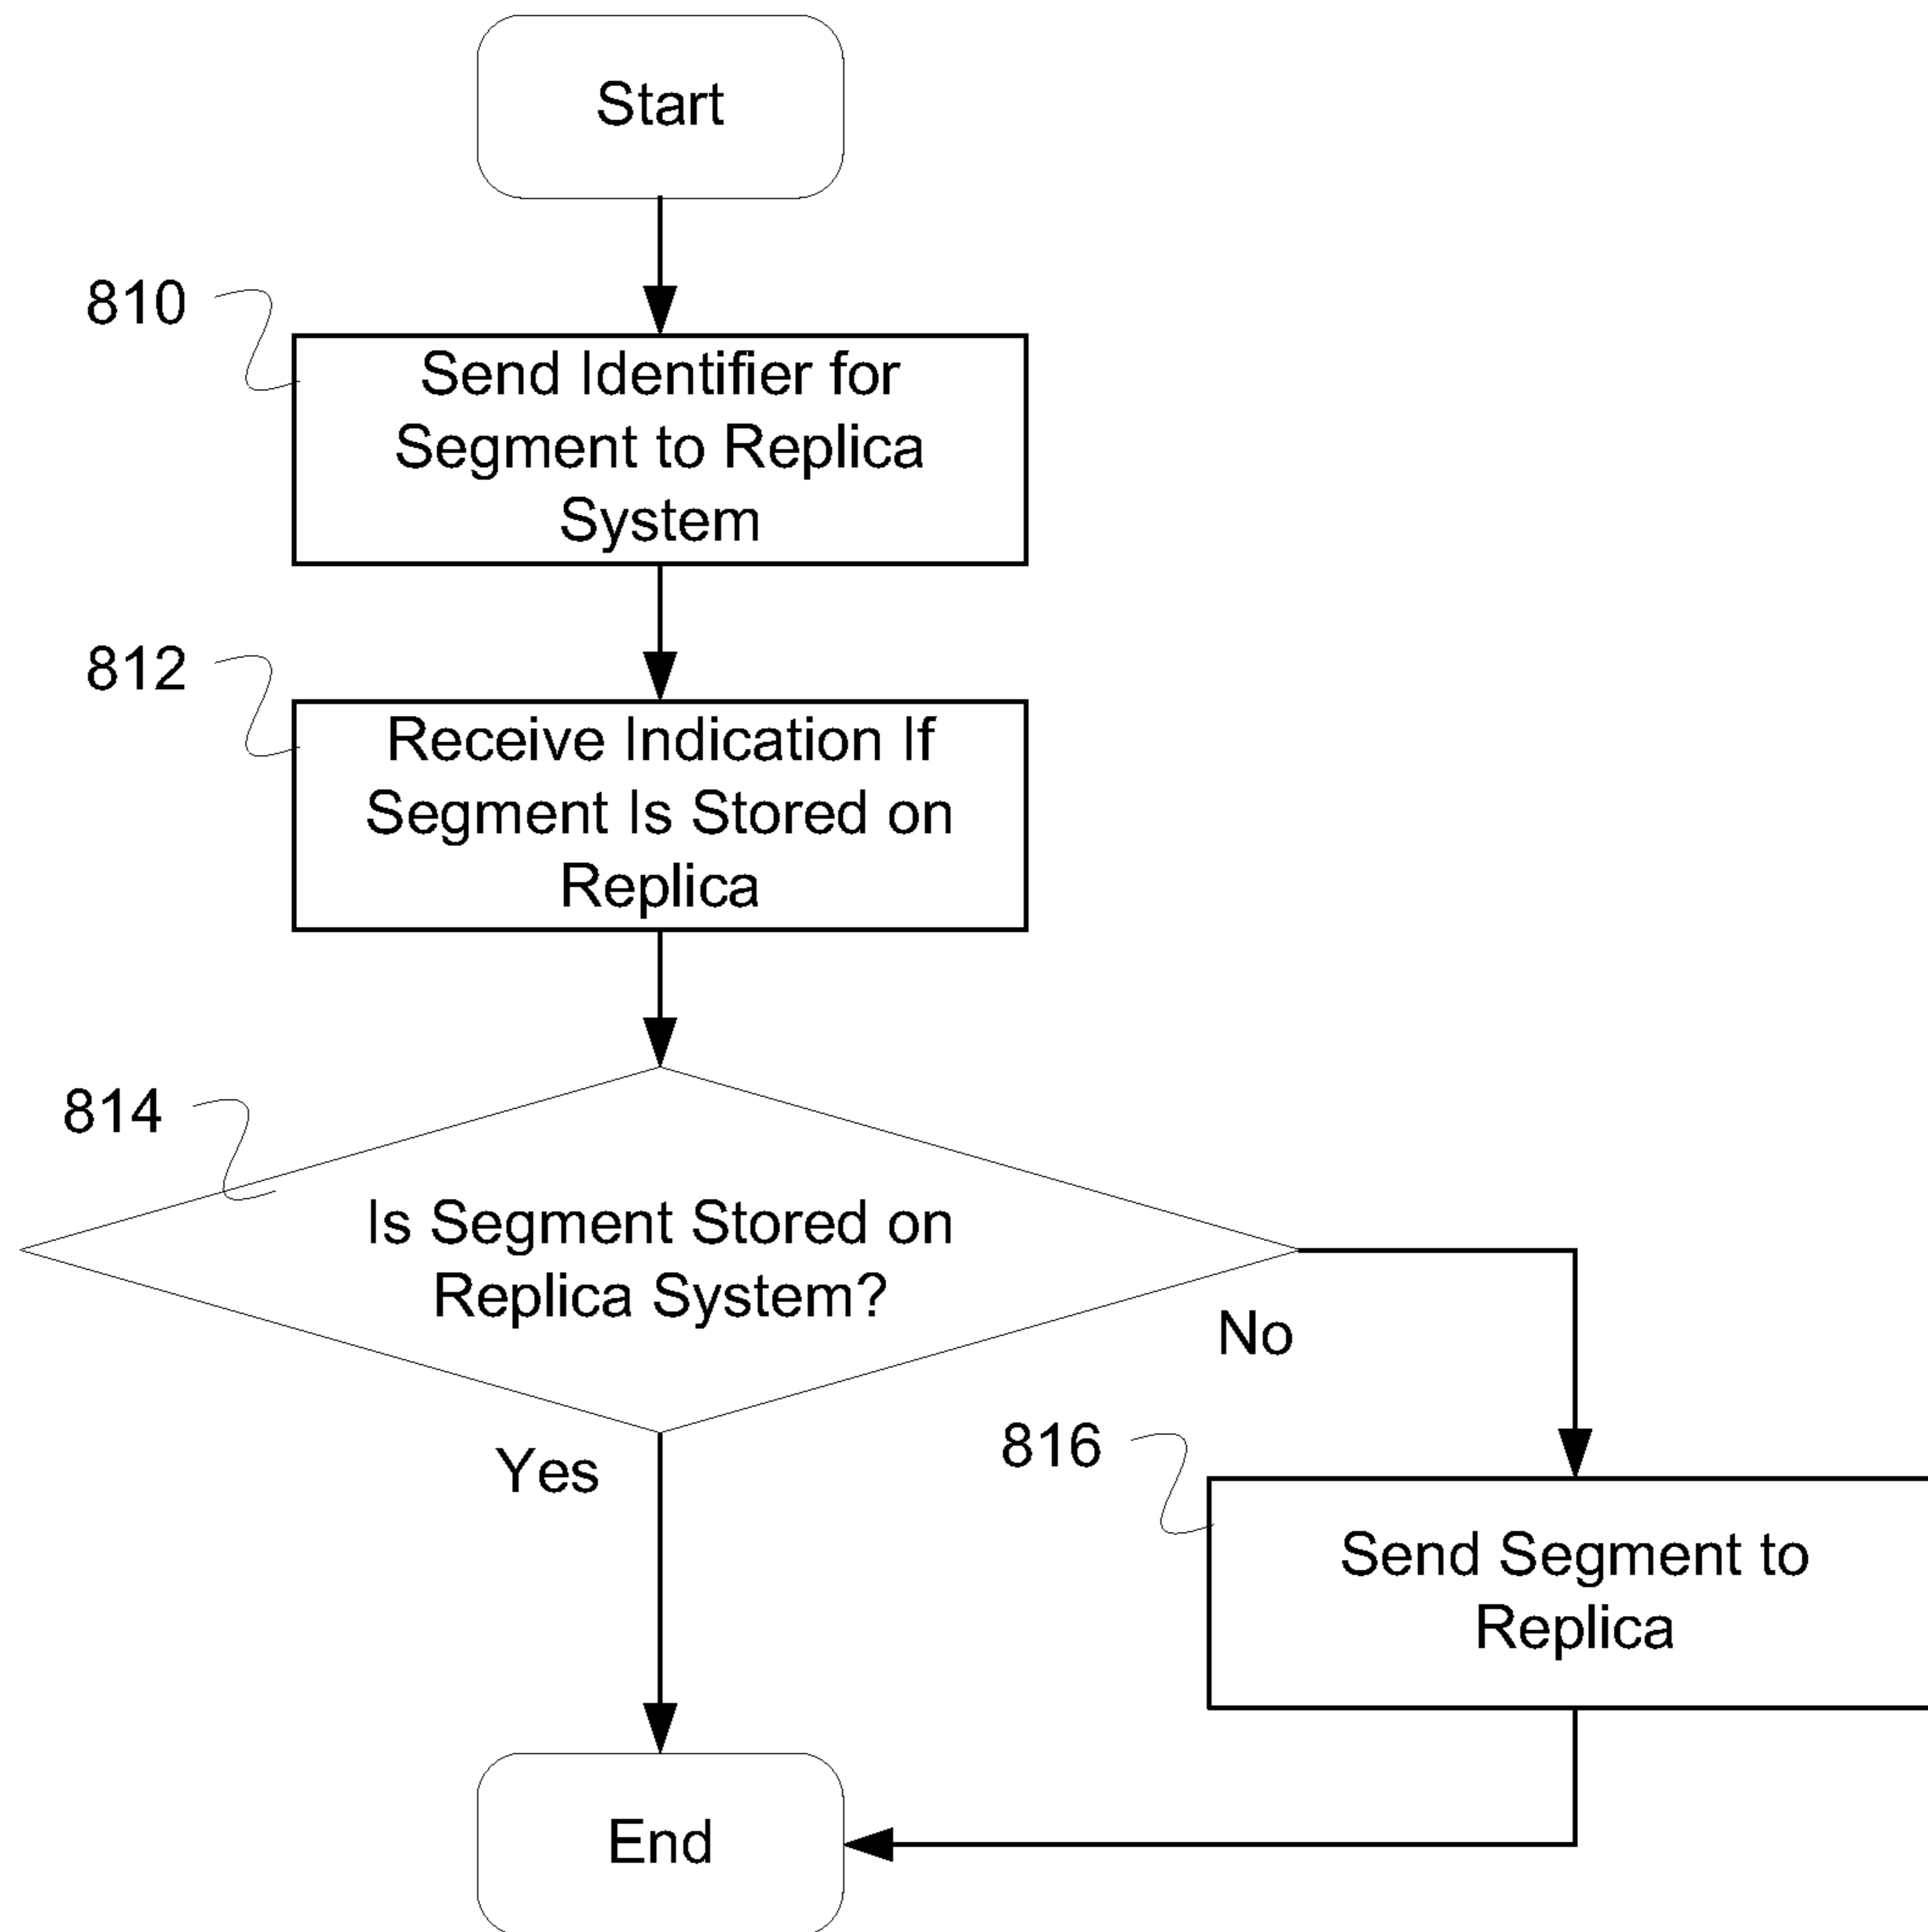 Start
810
Send Identifier for
Segment to Replica
System
812
Receive Indication If
Segment Is Stored on
Replica
814
Is Segment Stored on
Replica System?
No
Yes
816
Send Segment to
Replica
End